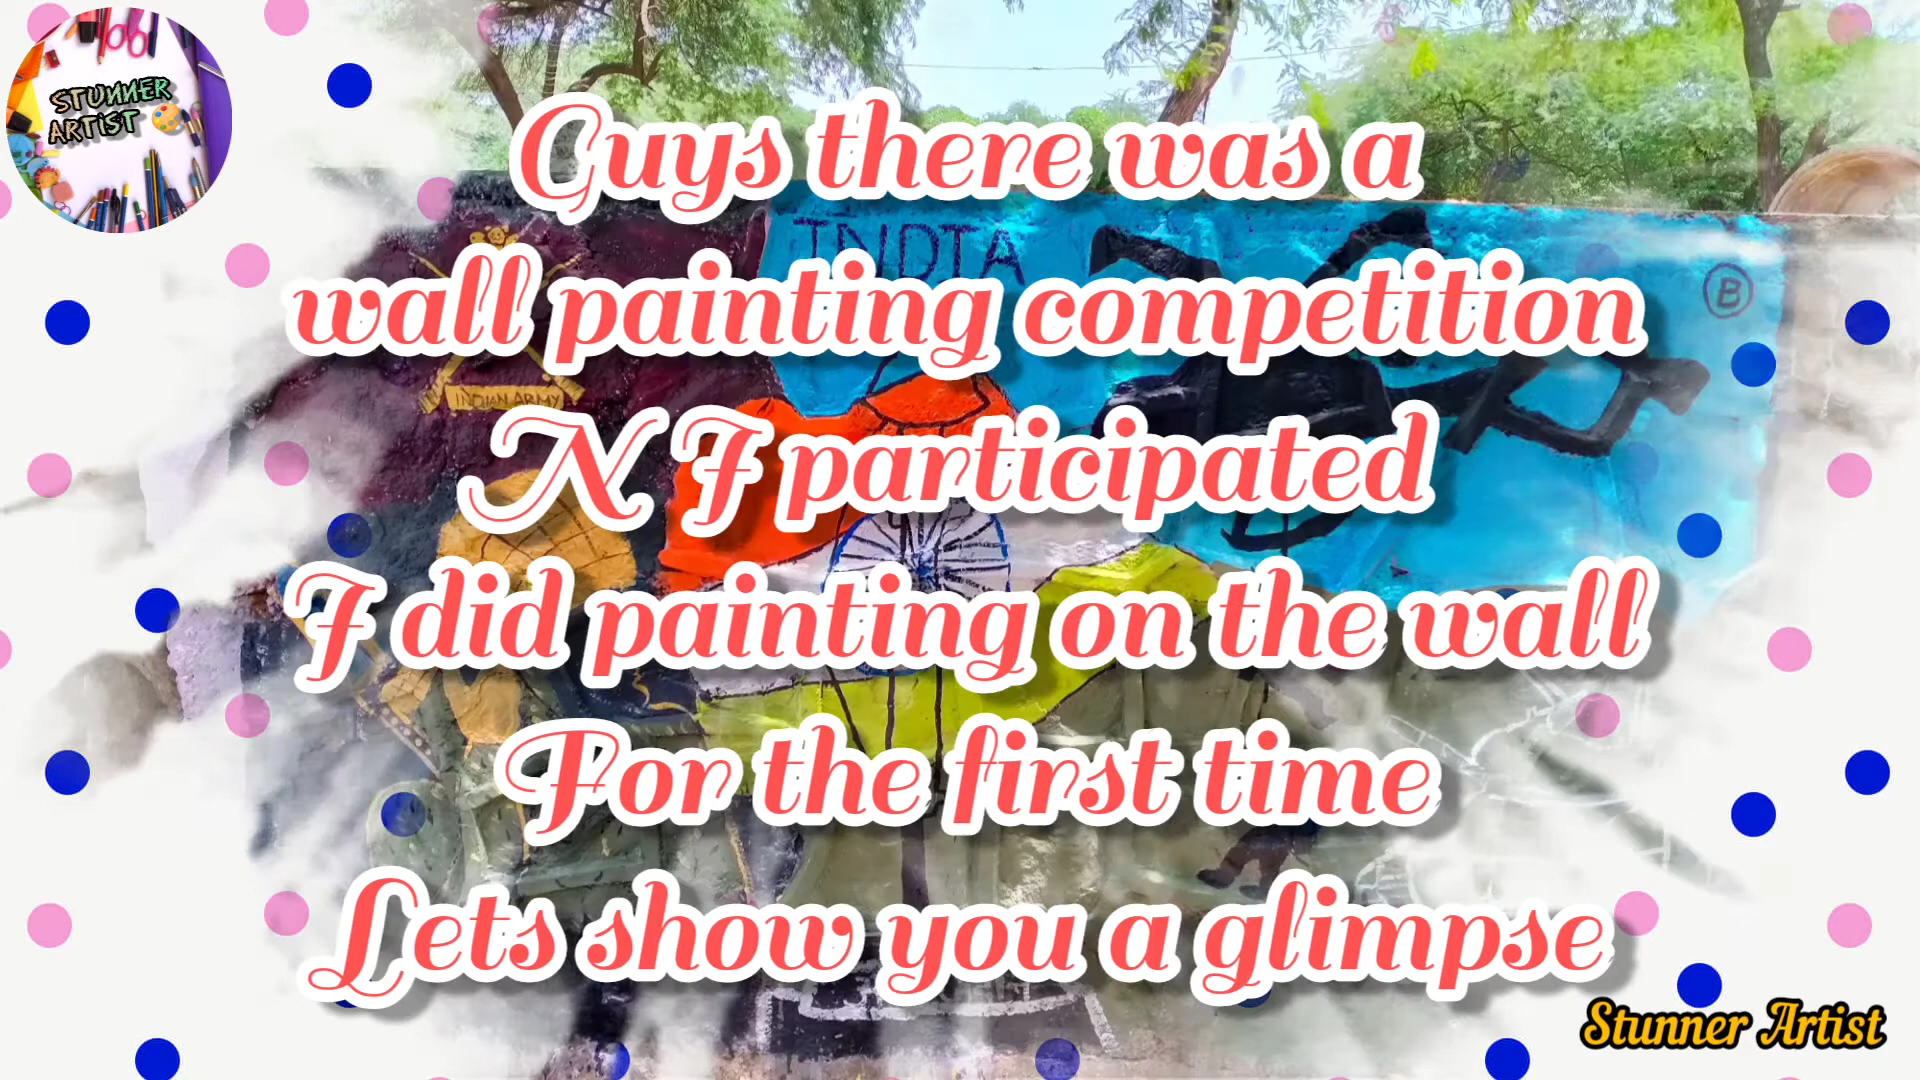 STUNNER
ARTIST
Guys there was a
INDIA
wall painting competition
B
INDIAN ARMY
N I participated
I did painting on the wall
For the first time
Lets show you a glimpse
Stunner Artist